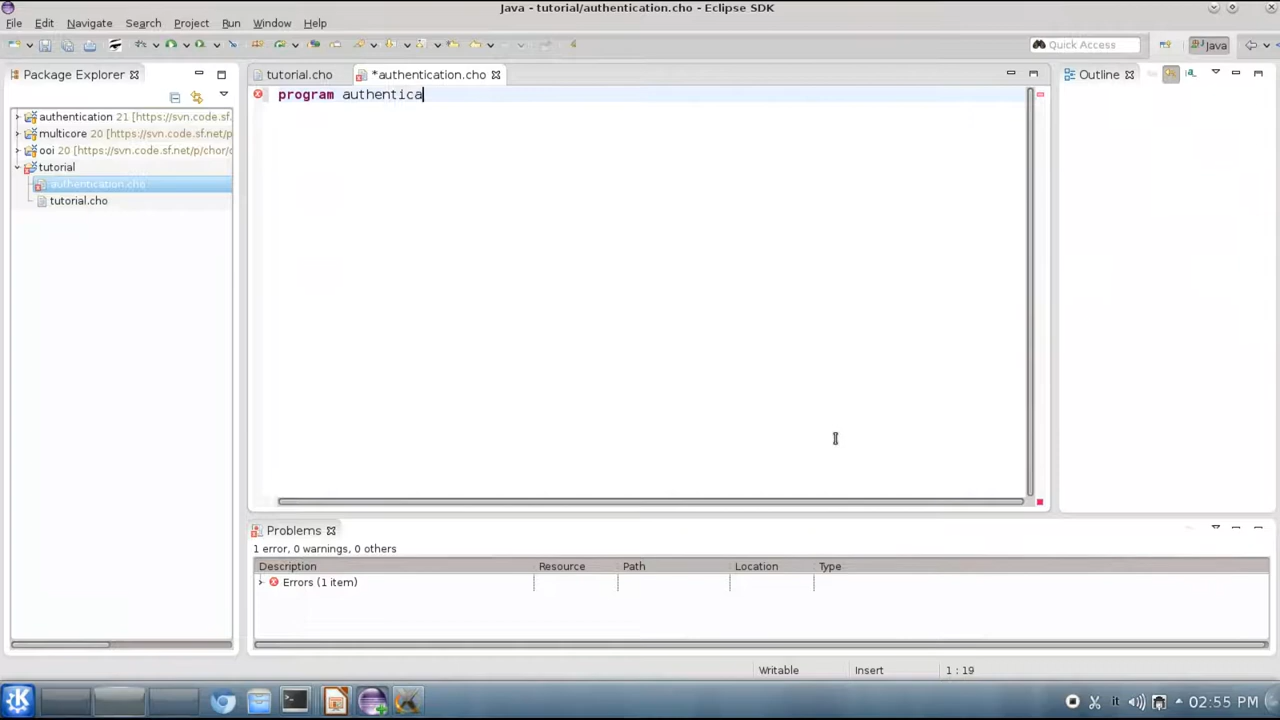 Java - tutorial/authentication.cho - Eclipse SDK
File Edit Navigate Search Project Run Window Help
Quick Access
Java
Package Explorer
tutorial.cho
*authentication.cho
Outline
program authentica
authentication 21 [https://svn.code.sf.
multicore 20 [https://svn.code.sf.net/p
ooi 20 [https://svn.code.sf.net/p/chor/c
tutorial
authentication.cho
tutorial.cho
Problems
1 error, 0 warnings, 0 others
Description Resource Path Location Type
Errors (1 item)
Writable Insert 1 : 19
it 02:55 PM